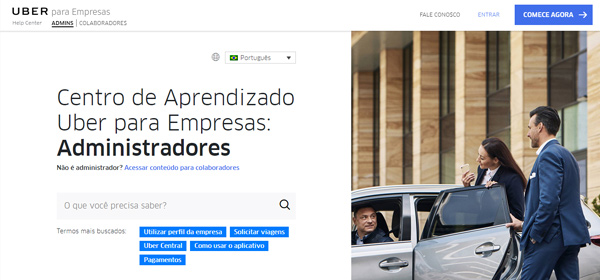 UBER para Empresas
Help Center ADMINS | COLABORADORES
FALE CONOSCO ENTRAR COMECE AGORA
Português
Centro de Aprendizado
Uber para Empresas:
Administradores
Não é administrador? Acessar conteúdo para colaboradores
O que você precisa saber?
Termos mais buscados: Utilizar perfil da empresa Solicitar viagens
Uber Central Como usar o aplicativo
Pagamentos